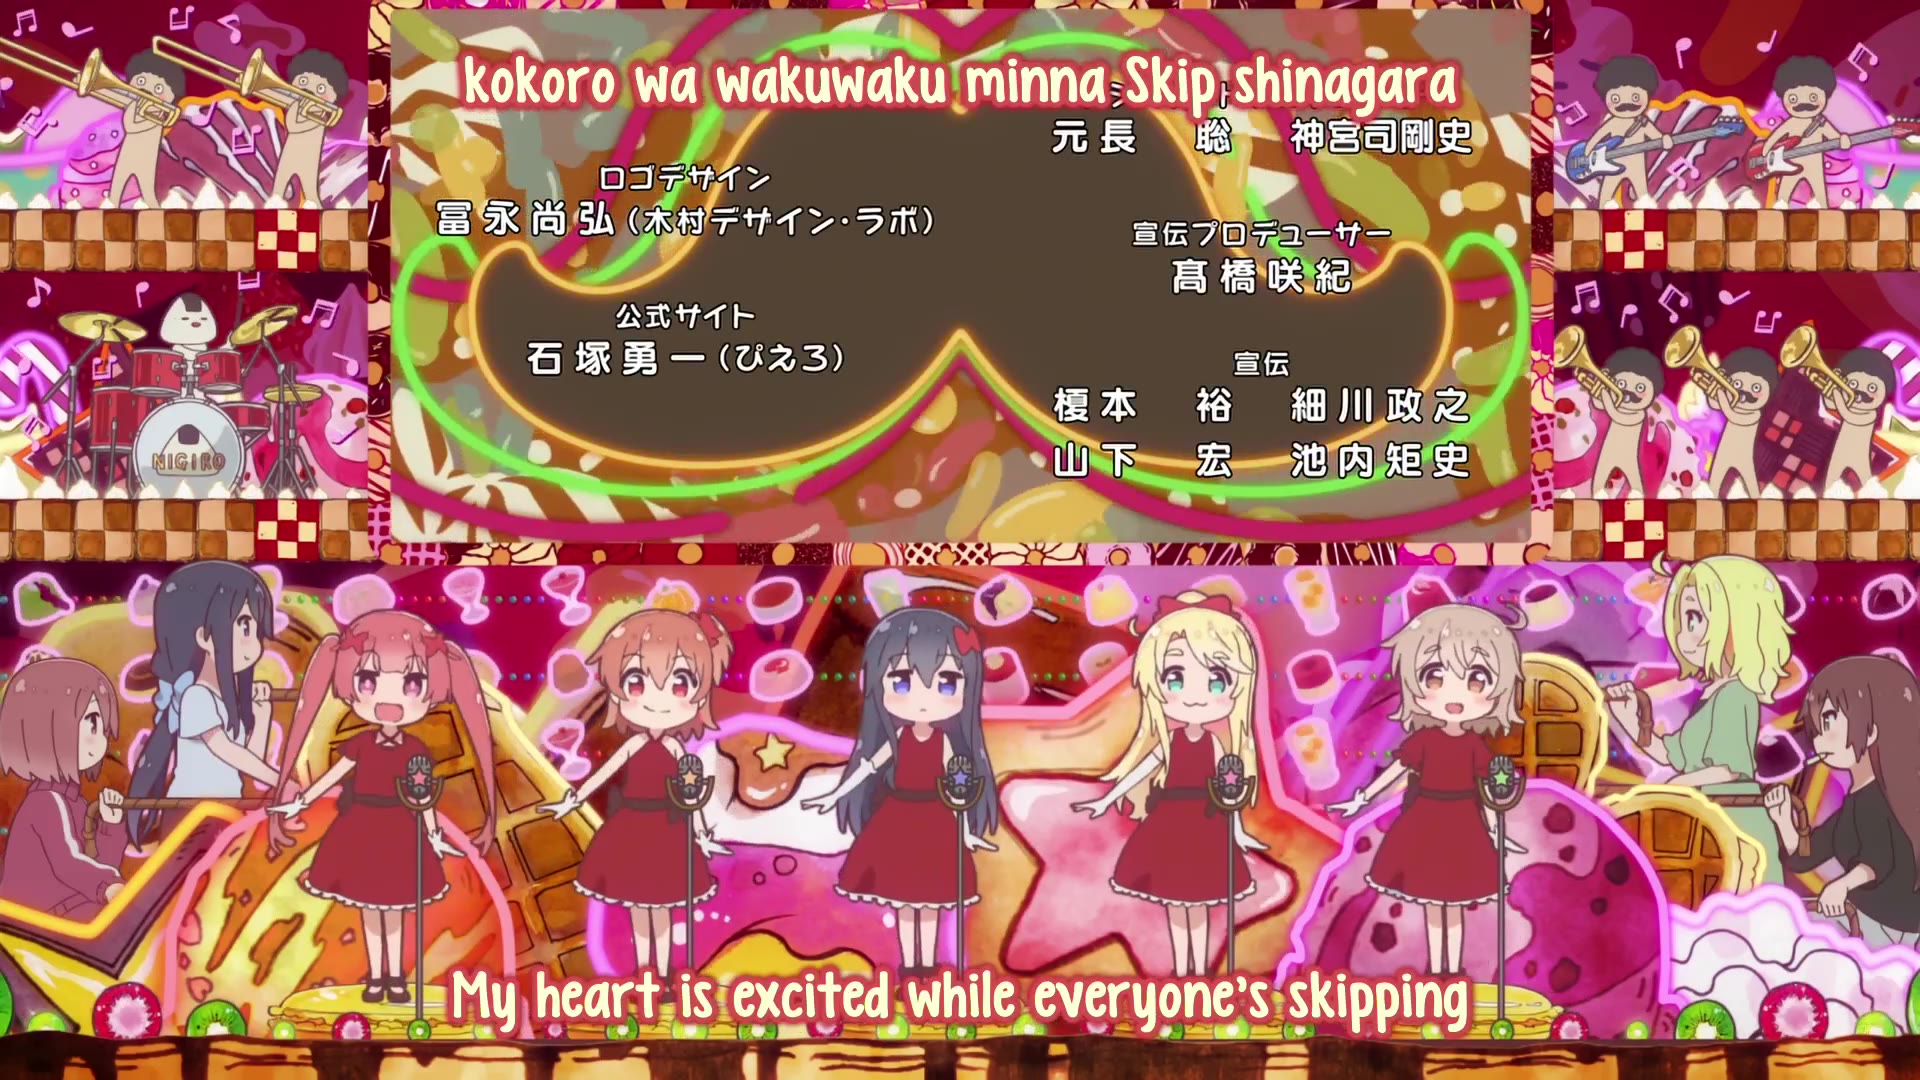 kokoro wa wakuwaku minna Skip shinagara
元長 聡 神宮司剛史
ロゴデザイン
冨永尚弘(木村デザイン・ラボ)
宣伝プロデューサー
髙橋咲紀
公式サイト
石塚勇一(ぴえろ)
宣伝
榎本 裕 細川政之
山下 宏 池内矩史
NIGIRO
My heart is excited while everyone's skipping